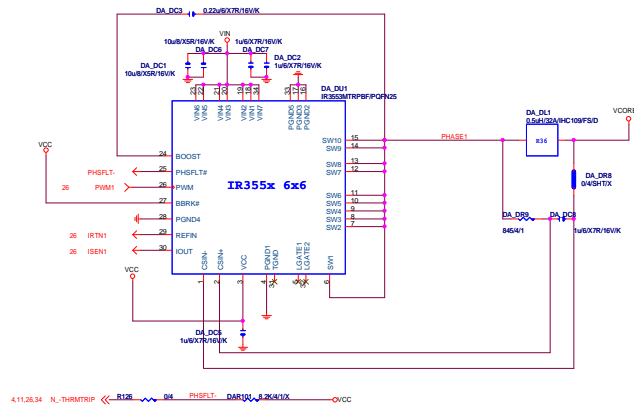 DA_DC3 0.22u/6/X7R/16V/K
VIN
10u/8/X5R/16V/K 1u/6/X7R/16V/K
DA_DC6 DA_DC7
DA_DC1 DA_DC2
10u/8/X5R/16V/K 1u/6/X7R/16V/K
DA_DU1
IR3553MTRPBF/PQFN25
23 22 21 20 19 18 34 33 17 16
VIN6 VIN5 VIN4 VIN3 VIN2 VIN1 VIN7 PGND5 PGND3 PGND2
DA_DL1
0.5uH/32A/IHC109/FS/D
R36
VCORE
PHASE1
VCC
24 BOOST
PHSFLT- 25 PHSFLT#
26 PWM1 26 PWM
27 BBRK#
28 PGND4
26 IRTN1 29 REFIN
26 ISEN1 30 IOUT
IR355x 6x6
SW10 15
SW9 14
SW8 13
SW7 12
SW6 11
SW5 10
SW4 9
SW3 8
SW2 7
DA_DR8
0/4/SHT/X
DA_DR9 DA_DC8
845/4/1 1u/6/X7R/16V/K
CSIN- CSIN+ VCC PGND1 TGND LGATE1 LGATE2 SW1
1 2 3 4 31 5 32 6
VCC
DA_DC5
1u/6/X7R/16V/K
4,11,26,34 N_-THRMTRIP R126 0/4 PHSFLT- DAR101 8.2K/4/1/X VCC